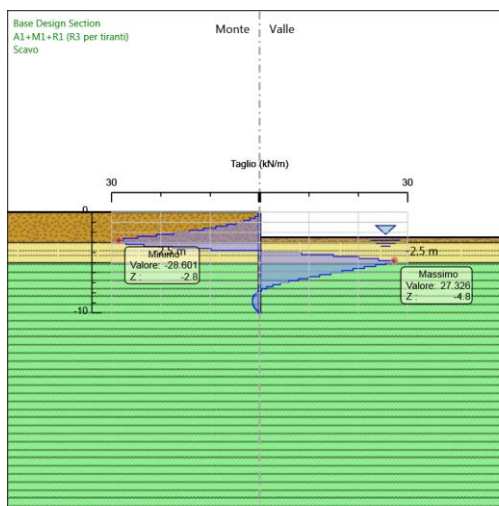 Base Design Section
A1+M1+R1 (R3 per tiranti)
Scavo
Monte
Valle
Taglio (kN/m)
30
30
0
-2.5 m
-2.5 m
Minimo
Valore: -28.601
Z : -2.8
Massimo
Valore: 27.326
Z : -4.8
-10